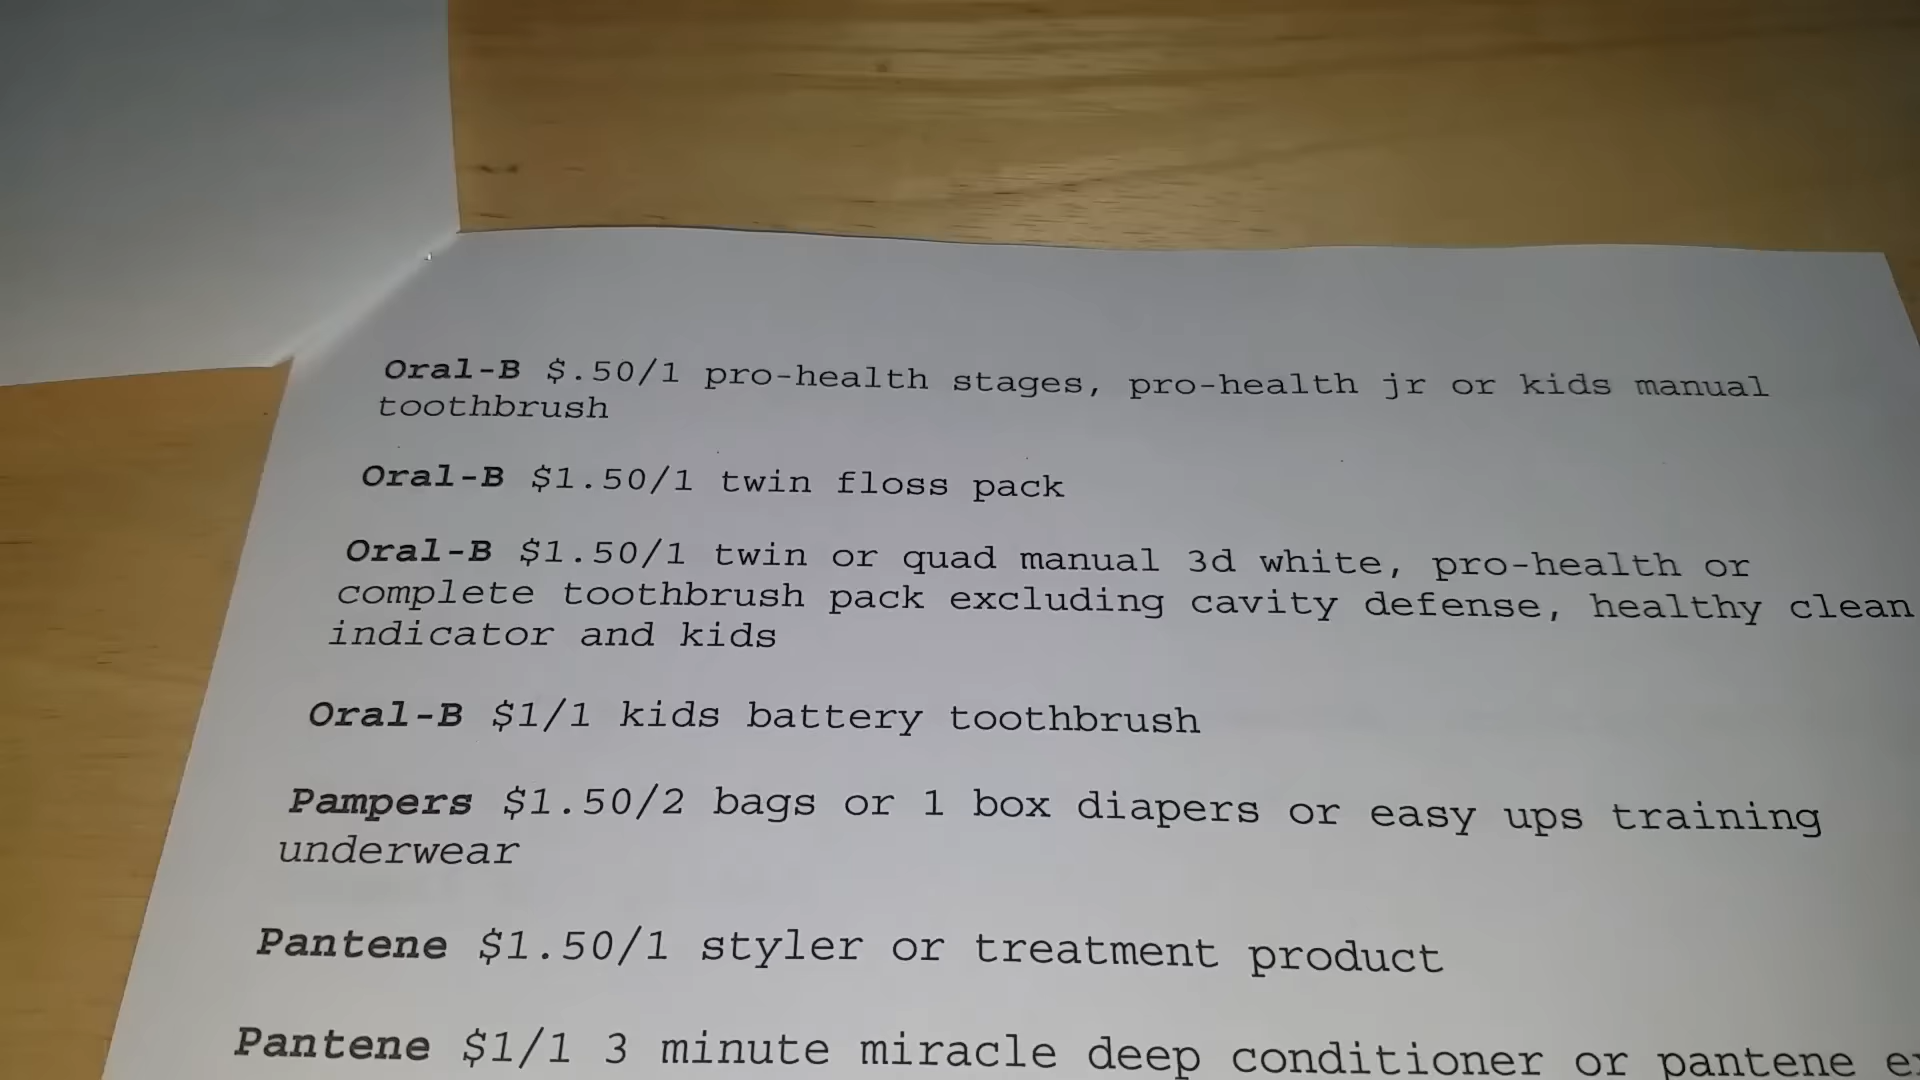 Oral-B $.50/1 pro-health stages, pro-health jr or kids manual
toothbrush
Oral-B $1.50/1 twin floss pack
Oral-B $1.50/1 twin or quad manual 3d white, pro-health or
complete toothbrush pack excluding cavity defense, healthy clean
indicator and kids
Oral-B $1/1 kids battery toothbrush
Pampers $1.50/2 bags or 1 box diapers or easy ups training
underwear
Pantene $1.50/1 styler or treatment product
Pantene $1/1 3 minute miracle deep conditioner or pantene